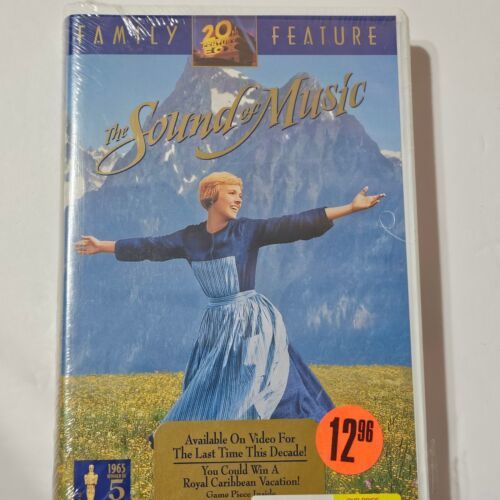 FAMILY FEATURE
20TH
CENTURY
FOX
The Sound of Music
12.96
Available On Video For
The Last Time This Decade!
You Could Win A
Royal Caribbean Vacation!
Game Piece Inside
1965
5